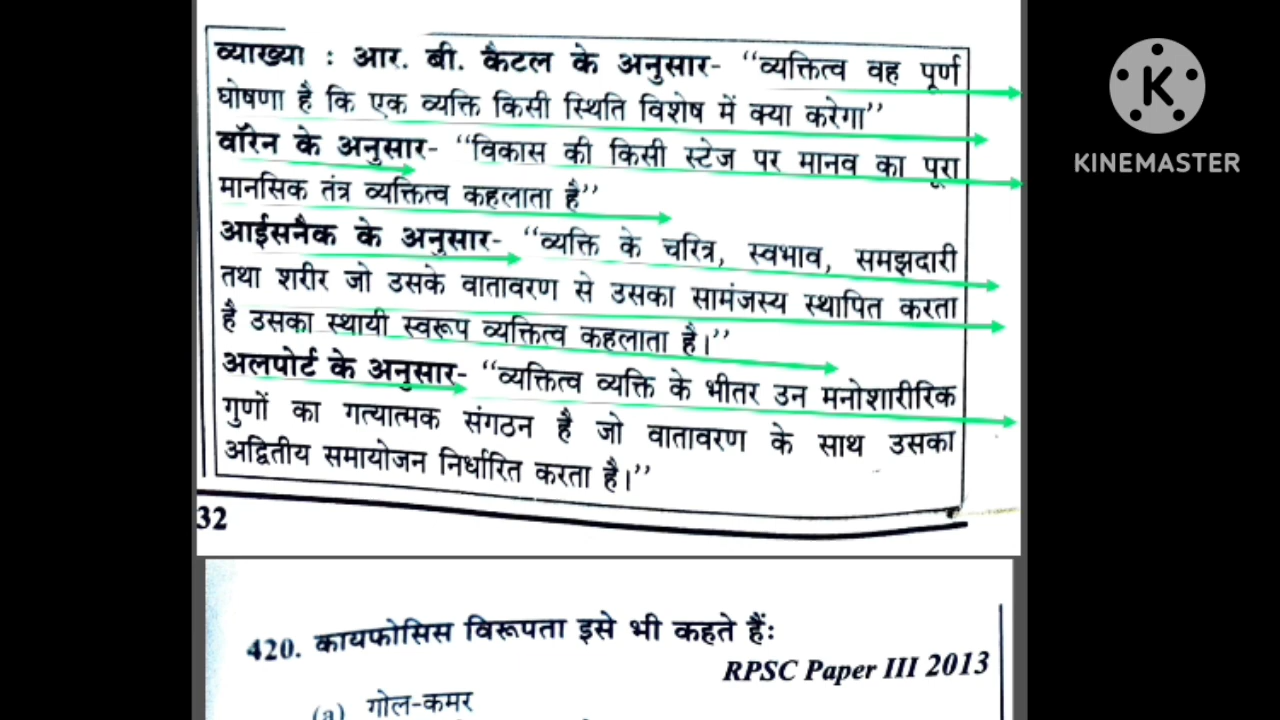 व्याख्या : आर. बी. कैटल के अनुसार- “व्यक्तित्व वह पूर्ण
घोषणा है कि एक व्यक्ति किसी स्थिति विशेष में क्या करेगा”
वॉरेन के अनुसार- “विकास की किसी स्टेज पर मानव का पूरा
मानसिक तंत्र व्यक्तित्व कहलाता है”
आईसनैक के अनुसार- “व्यक्ति के चरित्र, स्वभाव, समझदारी
तथा शरीर जो उसके वातावरण से उसका सामंजस्य स्थापित करता
है उसका स्थायी स्वरूप व्यक्तित्व कहलाता है।”
अलपोर्ट के अनुसार- “व्यक्तित्व व्यक्ति के भीतर उन मनोशारीरिक
गुणों का गत्यात्मक संगठन है जो वातावरण के साथ उसका
अद्वितीय समायोजन निर्धारित करता है।”
32
420. कायफोसिस विरूपता इसे भी कहते हैं:
RPSC Paper III 2013
(a) गोल-कमर
K
KINEMASTER